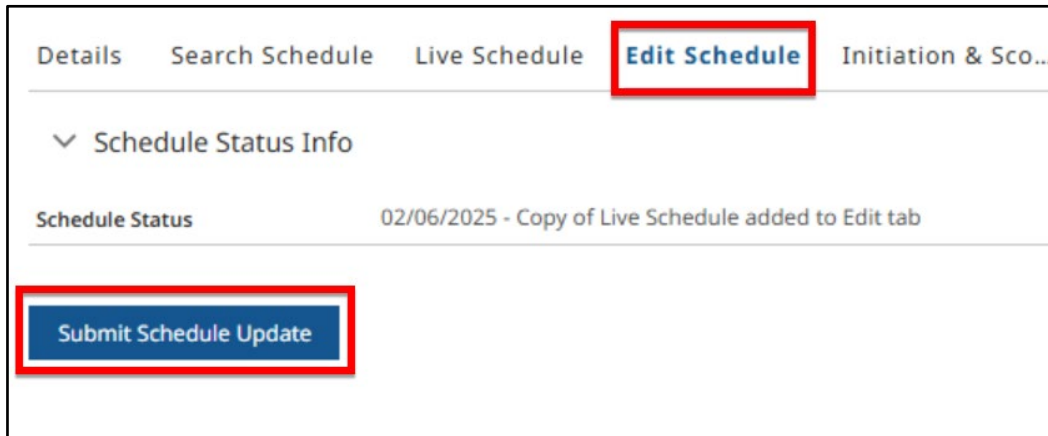 Details Search Schedule Live Schedule Edit Schedule Initiation & Sco...
Schedule Status Info
Schedule Status 02/06/2025 - Copy of Live Schedule added to Edit tab
Submit Schedule Update